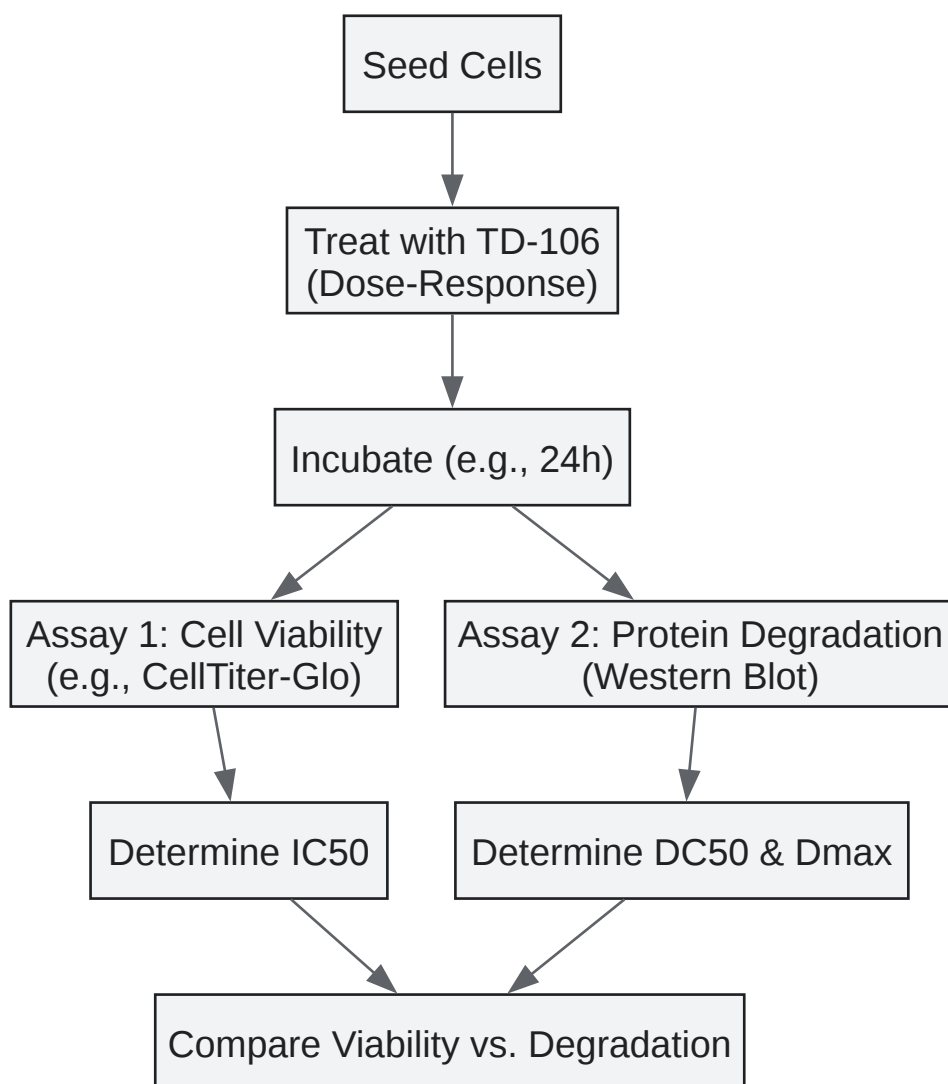 Seed Cells
Treat with TD-106
(Dose-Response)
Incubate (e.g., 24h)
Assay 1: Cell Viability
(e.g., CellTiter-Glo)
Assay 2: Protein Degradation
(Western Blot)
Determine IC50
Determine DC50 & Dmax
Compare Viability vs. Degradation